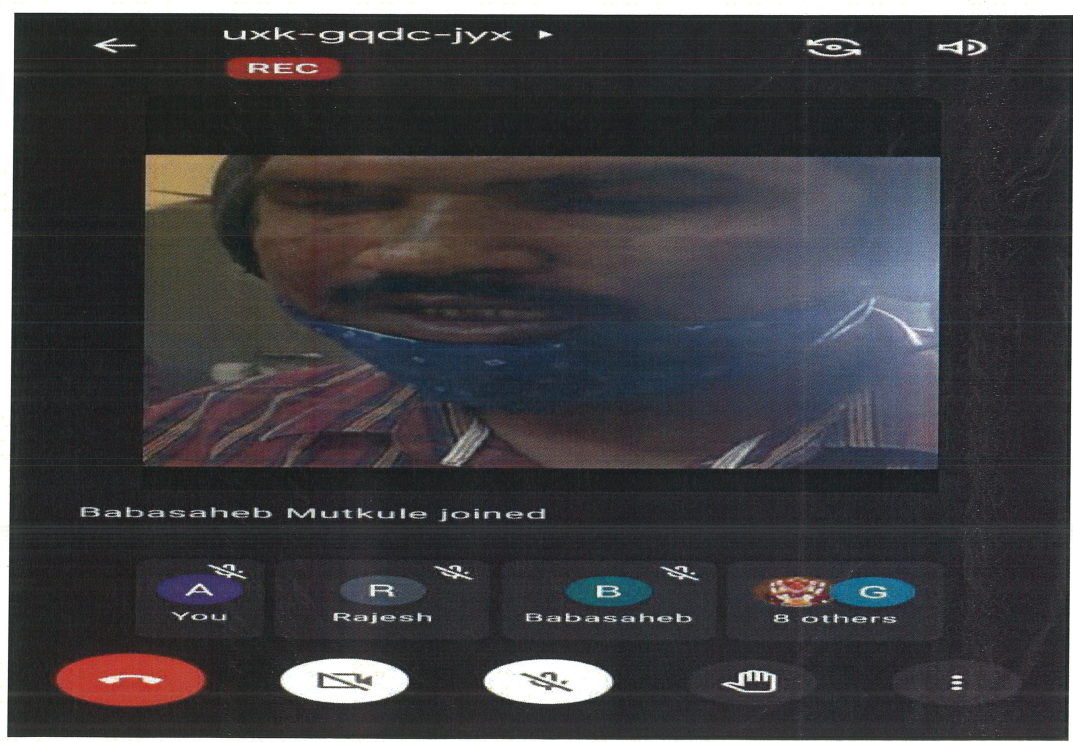 uxk-gqdc-jyx
REC
Babasaheb Mutkule joined
A
R
B
G
You
Rajesh
Babasaheb
8 others